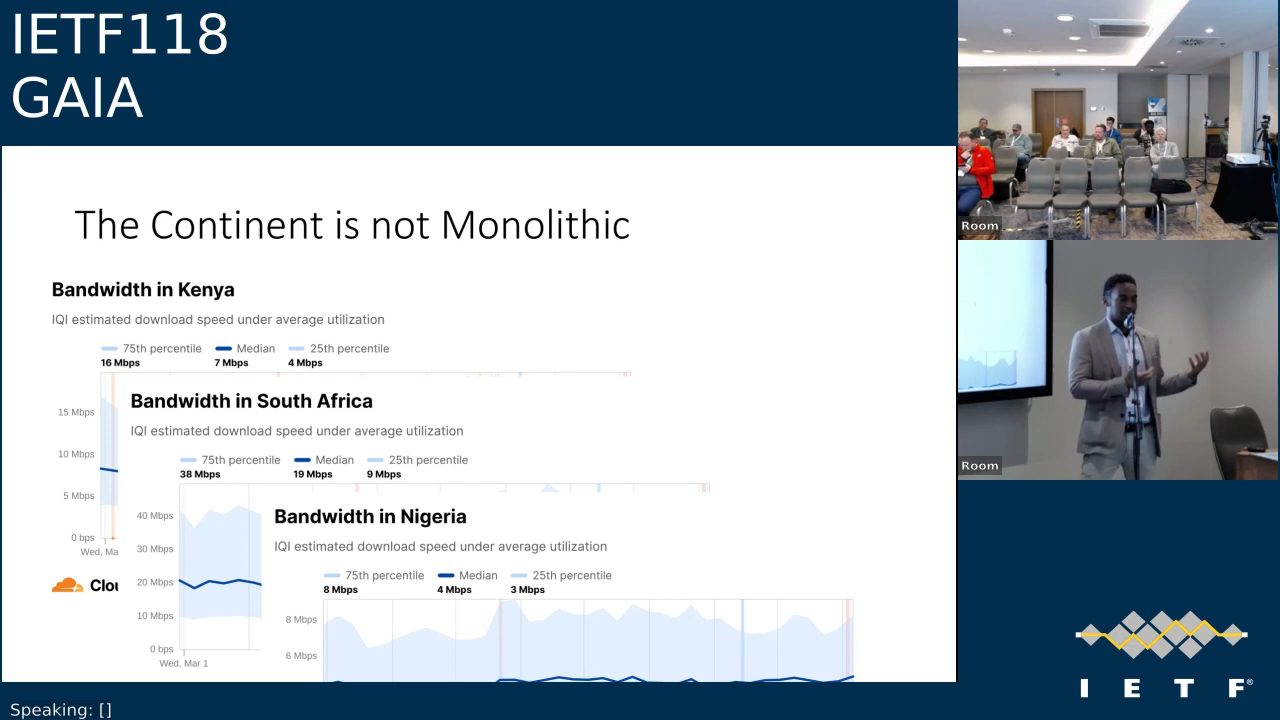 IETF118
GAIA
The Continent is not Monolithic
Bandwidth in Kenya
IQI estimated download speed under average utilization
75th percentile Median 25th percentile
16 Mbps 7 Mbps 4 Mbps
15 Mbps
10 Mbps
5 Mbps
0 bps
Wed, Ma
Clou
Bandwidth in South Africa
IQI estimated download speed under average utilization
75th percentile Median 25th percentile
38 Mbps 19 Mbps 9 Mbps
40 Mbps
30 Mbps
20 Mbps
10 Mbps
0 bps
Wed, Mar 1
Bandwidth in Nigeria
IQI estimated download speed under average utilization
75th percentile Median 25th percentile
8 Mbps 4 Mbps 3 Mbps
8 Mbps
6 Mbps
Room
Room
I E T F®
Speaking: []